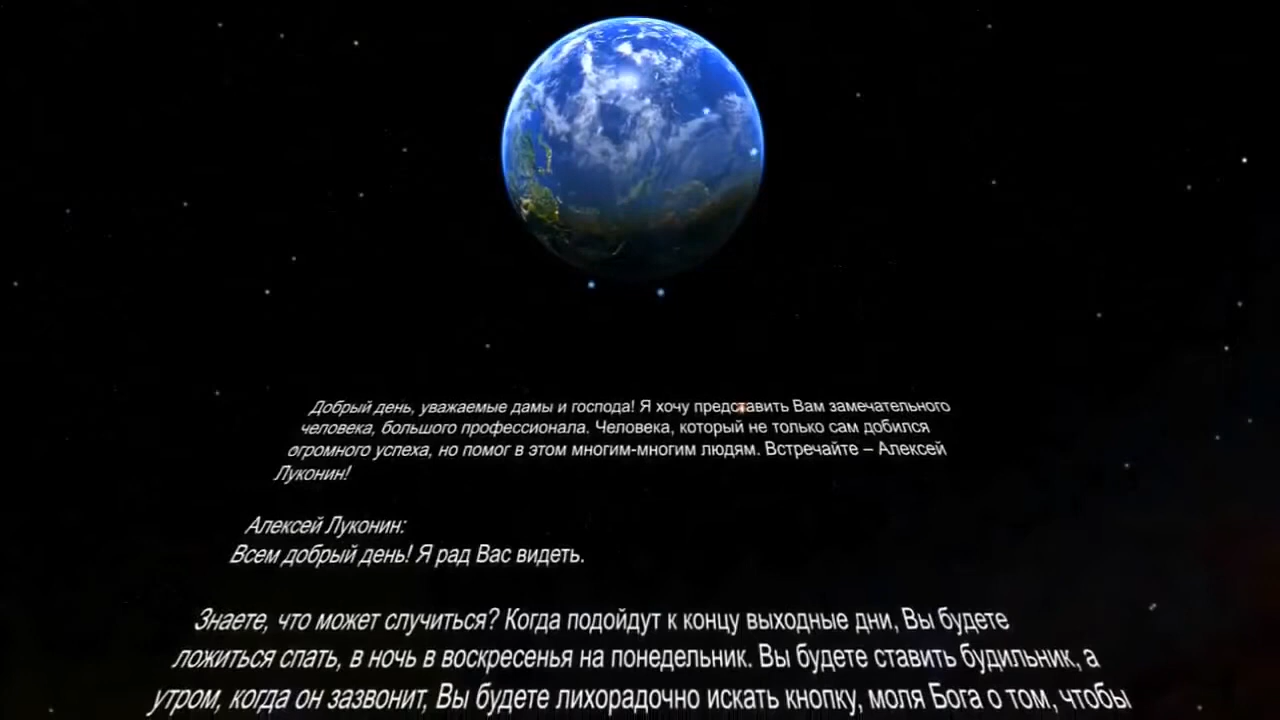 Добрый день, уважаемые дамы и господа! Я хочу представить Вам замечательного
человека, большого профессионала. Человека, который не только сам добился
огромного успеха, но помог в этом многим-многим людям. Встречайте – Алексей
Луконин!
Алексей Луконин:
Всем добрый день! Я рад Вас видеть.
Знаете, что может случиться? Когда подойдут к концу выходные дни, Вы будете
ложиться спать, в ночь в воскресенья на понедельник. Вы будете ставить будильник, а
утром, когда он зазвонит, Вы будете лихорадочно искать кнопку, моля Бога о том, чтобы